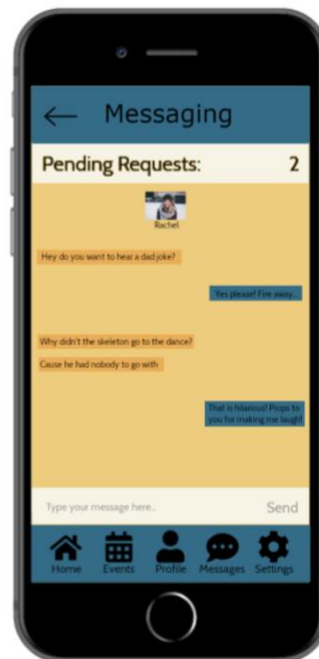 Messaging
Pending Requests: 2
Rachel
Hey do you want to hear a dad joke?
Yes please! Fire away...
Why didn't the skeleton go to the dance?
Cause he had nobody to go with
That is hilarious! Props to
you for making me laugh!
Type your message here.. Send
Home Events Profile Messages Settings